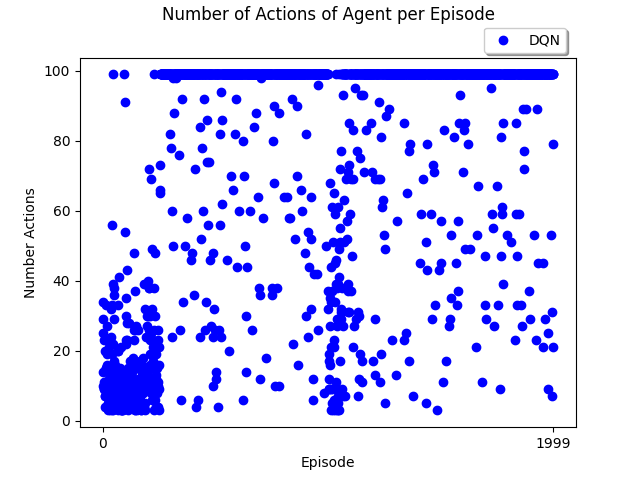 Number of Actions of Agent per Episode
DQN
100
80
60
40
20
0
Number Actions
0
1999
Episode